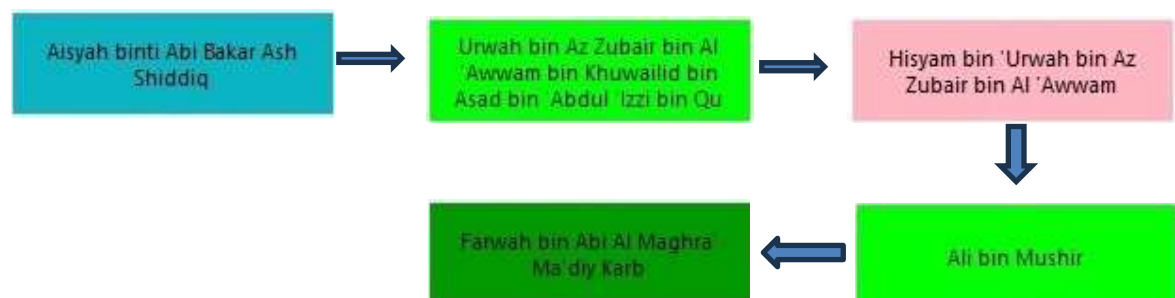 Aisyah binti Abi Bakar Ash
Shiddiq
Urwah bin Az Zubair bin Al
'Awwam bin Khuwailid bin
Asad bin 'Abdul 'Izzi bin Qu
Hisyam bin 'Urwah bin Az
Zubair bin Al 'Awwam
Ali bin Mushir
Farwah bin Abi Al Maghra'
Ma'diy Karb